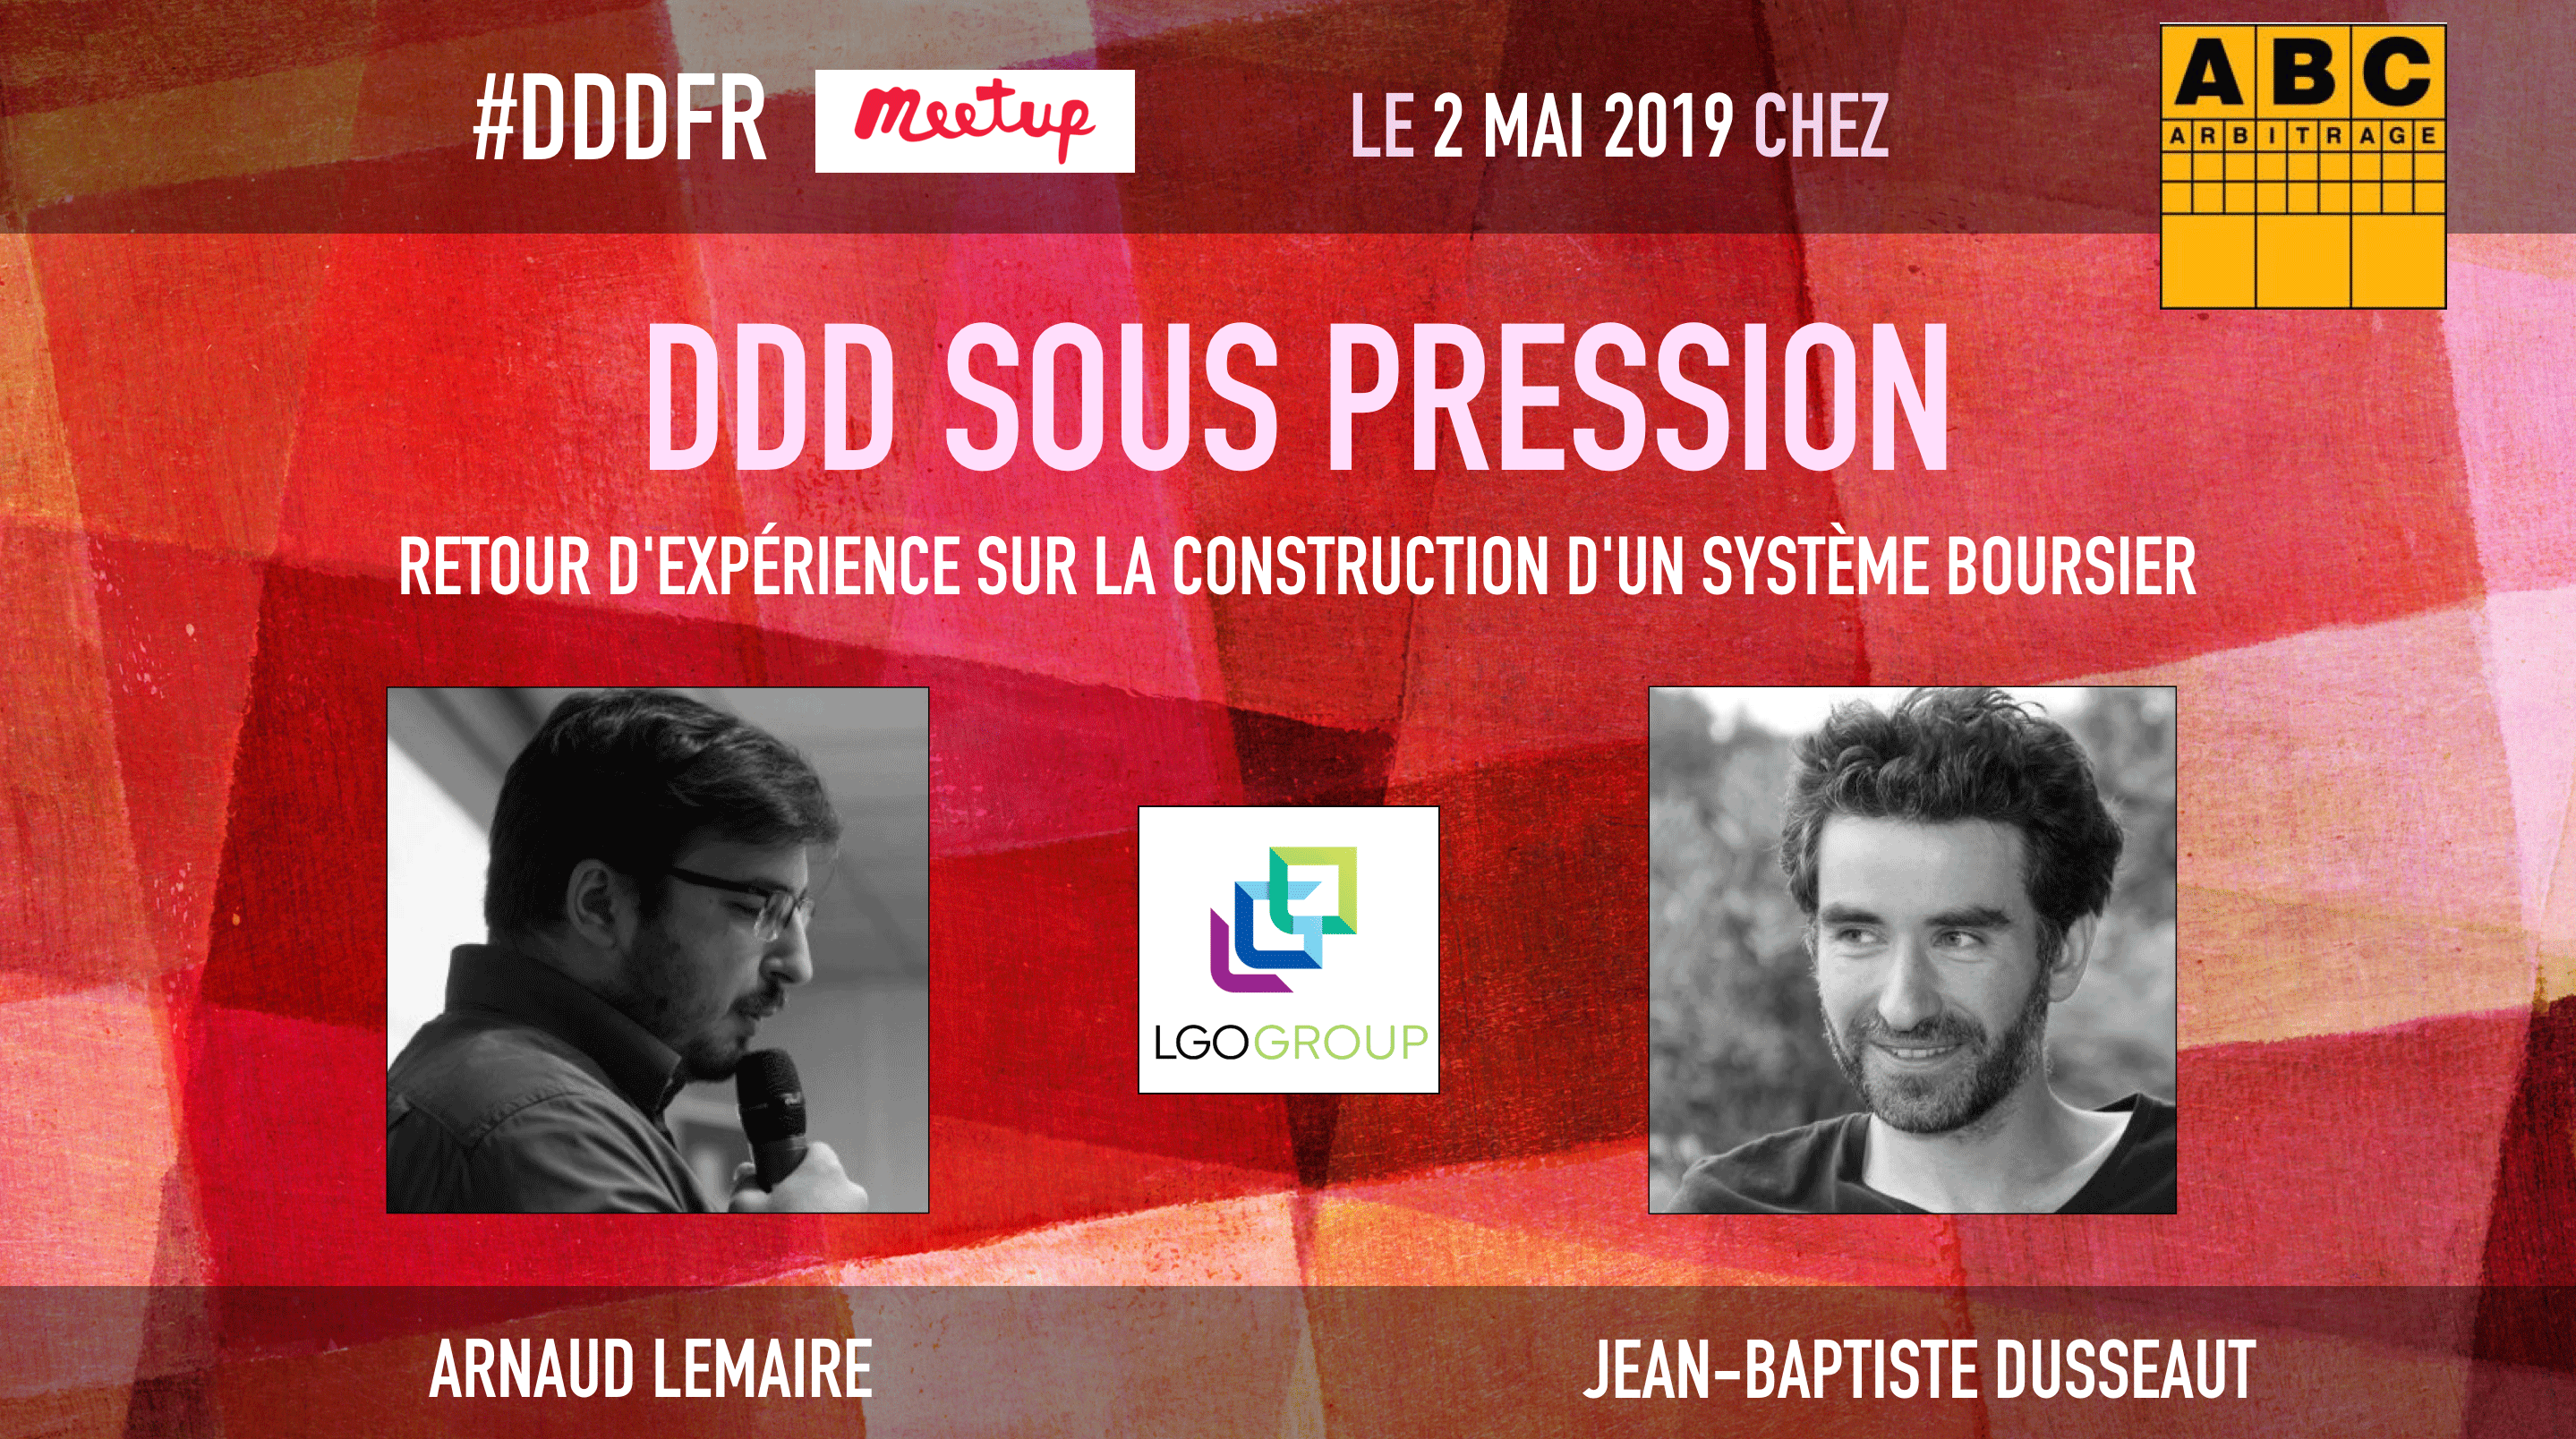 #DDDFR
meetup
LE 2 MAI 2019 CHEZ
ABC
ARBITRAGE
DDD SOUS PRESSION
RETOUR D'EXPÉRIENCE SUR LA CONSTRUCTION D'UN SYSTÈME BOURSIER
LGOGROUP
ARNAUD LEMAIRE
JEAN-BAPTISTE DUSSEAUT